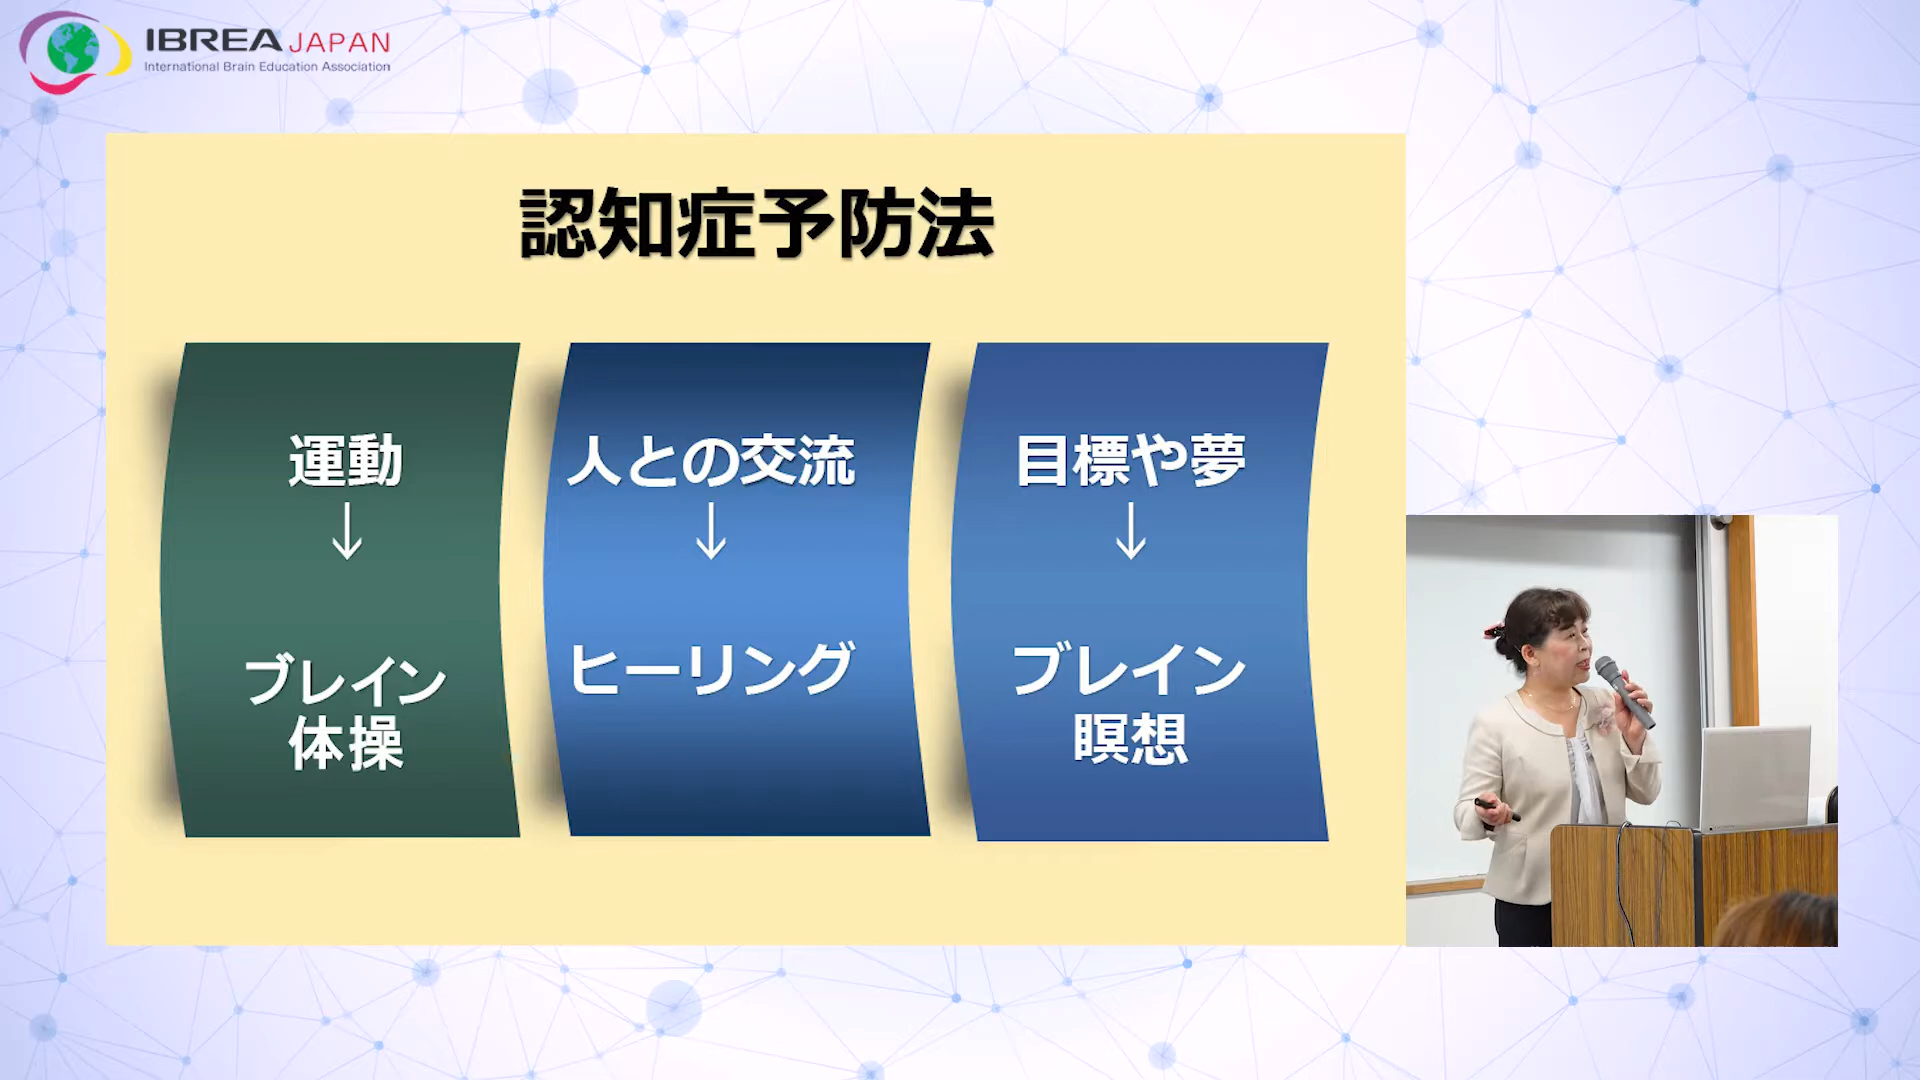 IBREA JAPAN
International Brain Education Association
認知症予防法
運動
↓
ブレイン
体操
人との交流
↓
ヒーリング
目標や夢
↓
ブレイン
瞑想